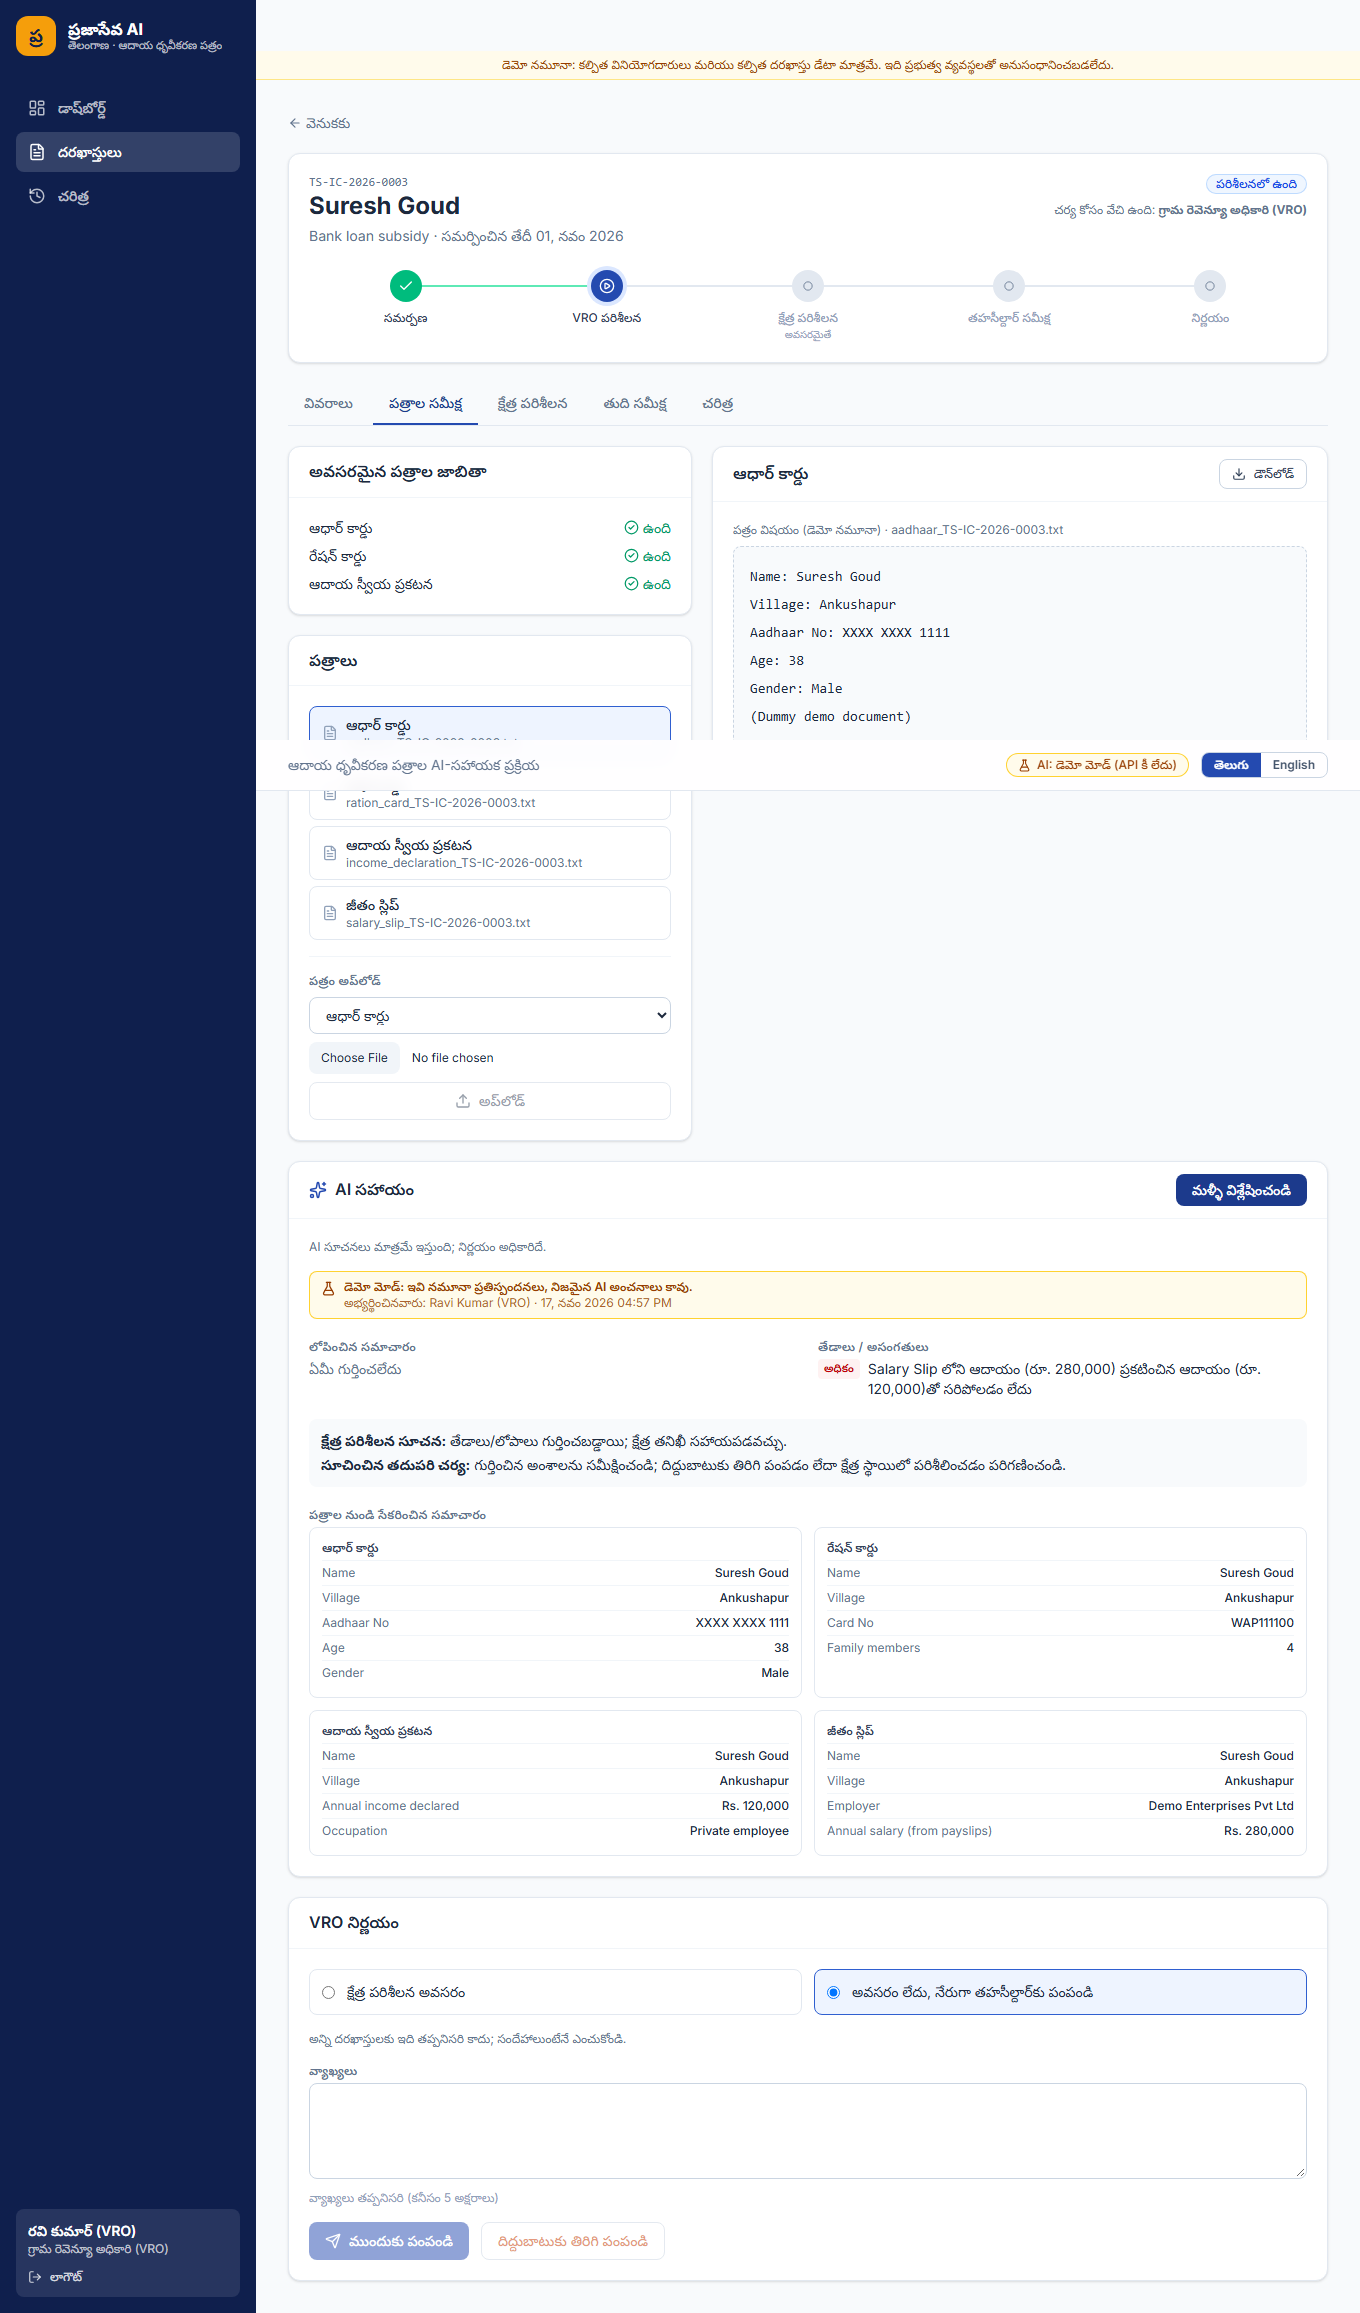 ప్ర
ప్రజాసేవ AI
తెలంగాణ · ఆదాయ ధృవీకరణ పత్రం
డాష్‌బోర్డ్
దరఖాస్తులు
చరిత్ర
డెమో నమూనా: కల్పిత వినియోగదారులు మరియు కల్పిత దరఖాస్తు డేటా మాత్రమే. ఇది ప్రభుత్వ వ్యవస్థలతో అనుసంధానించబడలేదు.
← వెనుకకు
TS-IC-2026-0003
Suresh Goud
Bank loan subsidy · సమర్పించిన తేదీ 01, నవం 2026
పరిశీలనలో ఉంది
చర్య కోసం వేచి ఉంది: గ్రామ రెవెన్యూ అధికారి (VRO)
సమర్పణ
VRO పరిశీలన
క్షేత్ర పరిశీలన
అవసరమైతే
తహసీల్దార్ సమీక్ష
నిర్ణయం
వివరాలు
పత్రాల సమీక్ష
క్షేత్ర పరిశీలన
తుది సమీక్ష
చరిత్ర
అవసరమైన పత్రాల జాబితా
ఆధార్ కార్డు ఉంది
రేషన్ కార్డు ఉంది
ఆదాయ స్వీయ ప్రకటన ఉంది
ఆధార్ కార్డు
డౌన్‌లోడ్
పత్రం విషయం (డెమో నమూనా) · aadhaar_TS-IC-2026-0003.txt
Name: Suresh Goud
Village: Ankushapur
Aadhaar No: XXXX XXXX 1111
Age: 38
Gender: Male
(Dummy demo document)
పత్రాలు
ఆధార్ కార్డు
ఆదాయ ధృవీకరణ పత్రాల AI-సహాయక ప్రక్రియ
AI: డెమో మోడ్ (API కీ లేదు)
తెలుగు
English
ration_card_TS-IC-2026-0003.txt
ఆదాయ స్వీయ ప్రకటన
income_declaration_TS-IC-2026-0003.txt
జీతం స్లిప్
salary_slip_TS-IC-2026-0003.txt
పత్రం అప్‌లోడ్
ఆధార్ కార్డు
Choose File No file chosen
అప్‌లోడ్
AI సహాయం
మళ్ళీ విశ్లేషించండి
AI సూచనలు మాత్రమే ఇస్తుంది; నిర్ణయం అధికారిదే.
డెమో మోడ్: ఇవి నమూనా ప్రతిస్పందనలు, నిజమైన AI అంచనాలు కావు.
అభ్యర్థించినవారు: Ravi Kumar (VRO) · 17, నవం 2026 04:57 PM
లోపించిన సమాచారం
ఏమీ గుర్తించలేదు
తేడాలు / అసంగతులు
అధికం Salary Slip లోని ఆదాయం (రూ. 280,000) ప్రకటించిన ఆదాయం (రూ.
120,000)తో సరిపోలడం లేదు
క్షేత్ర పరిశీలన సూచన: తేడాలు/లోపాలు గుర్తించబడ్డాయి; క్షేత్ర తనిఖీ సహాయపడవచ్చు.
సూచించిన తదుపరి చర్య: గుర్తించిన అంశాలను సమీక్షించండి; దిద్దుబాటుకు తిరిగి పంపడం లేదా క్షేత్ర స్థాయిలో పరిశీలించడం పరిగణించండి.
పత్రాల నుండి సేకరించిన సమాచారం
ఆధార్ కార్డు
Name Suresh Goud
Village Ankushapur
Aadhaar No XXXX XXXX 1111
Age 38
Gender Male
రేషన్ కార్డు
Name Suresh Goud
Village Ankushapur
Card No WAP111100
Family members 4
ఆదాయ స్వీయ ప్రకటన
Name Suresh Goud
Village Ankushapur
Annual income declared Rs. 120,000
Occupation Private employee
జీతం స్లిప్
Name Suresh Goud
Village Ankushapur
Employer Demo Enterprises Pvt Ltd
Annual salary (from payslips) Rs. 280,000
VRO నిర్ణయం
క్షేత్ర పరిశీలన అవసరం
అవసరం లేదు, నేరుగా తహసీల్దార్‌కు పంపండి
అన్ని దరఖాస్తులకు ఇది తప్పనిసరి కాదు; సందేహాలుంటేనే ఎంచుకోండి.
వ్యాఖ్యలు
వ్యాఖ్యలు తప్పనిసరి (కనీసం 5 అక్షరాలు)
ముందుకు పంపండి
దిద్దుబాటుకు తిరిగి పంపండి
రవి కుమార్ (VRO)
గ్రామ రెవెన్యూ అధికారి (VRO)
లాగౌట్